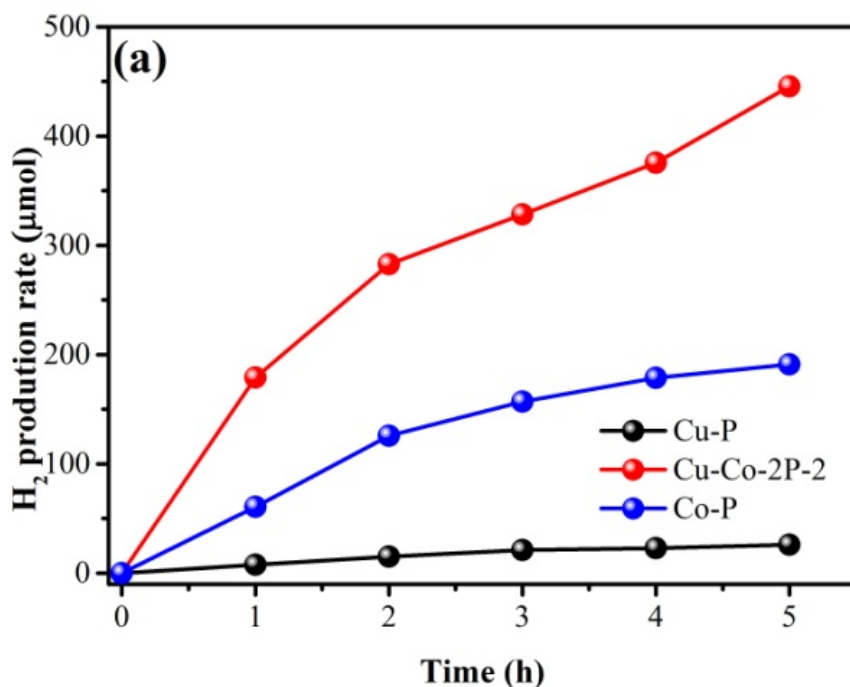 (a)
H₂ prodution rate (μmol)
500
400
300
200
100
0
Cu-P
Cu-Co-2P-2
Co-P
0 1 2 3 4 5
Time (h)